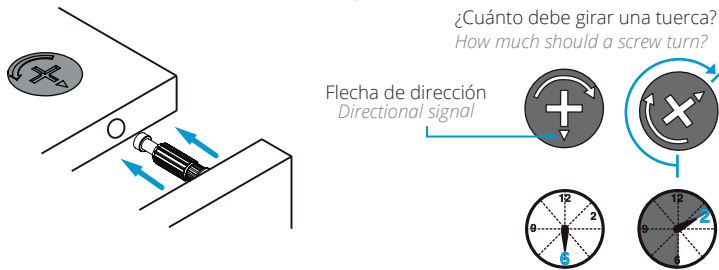 ¿Cuánto debe girar una tuerca?
How much should a screw turn?
Flecha de dirección
Directional signal
12
2
9
6
12
2
9
6